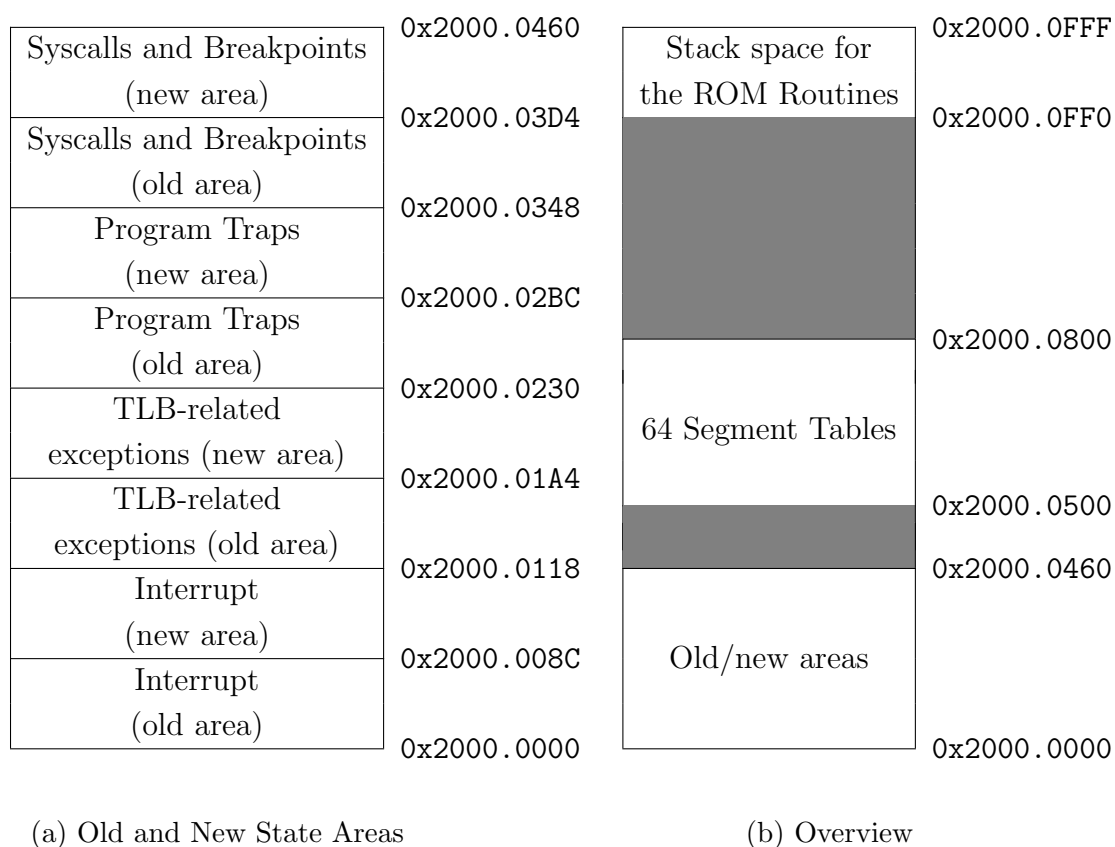 0x2000.0460
Syscalls and Breakpoints
(new area)
0x2000.03D4
Syscalls and Breakpoints
(old area)
0x2000.0348
Program Traps
(new area)
0x2000.02BC
Program Traps
(old area)
0x2000.0230
TLB-related
exceptions (new area)
0x2000.01A4
TLB-related
exceptions (old area)
0x2000.0118
Interrupt
(new area)
0x2000.008C
Interrupt
(old area)
0x2000.0000
(a) Old and New State Areas
0x2000.0FFF
Stack space for
the ROM Routines
0x2000.0FF0
0x2000.0800
64 Segment Tables
0x2000.0500
0x2000.0460
Old/new areas
0x2000.0000
(b) Overview